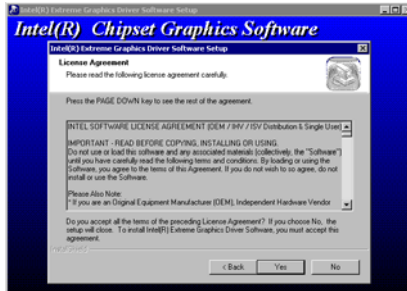 Intel(R) Extreme Graphics Driver Software Setup
Intel(R) Chipset Graphics Software
Intel(R) Extreme Graphics Driver Software Setup
License Agreement
Please read the following license agreement carefully.
Press the PAGE DOWN key to see the rest of the agreement.
INTEL SOFTWARE LICENSE AGREEMENT (OEM / IHV / ISV Distribution & Single User)
IMPORTANT - READ BEFORE COPYING, INSTALLING OR USING.
Do not use or load this software and any associated materials (collectively, the "Software")
until you have carefully read the following terms and conditions. By loading or using the
Software, you agree to the terms of this Agreement. If you do not wish to so agree, do not
install or use the Software.
Please Also Note:
* If you are an Original Equipment Manufacturer (OEM), Independent Hardware Vendor
Do you accept all the terms of the preceding License Agreement? If you choose No, the
setup will close. To install Intel(R) Extreme Graphics Driver Software, you must accept this
agreement.
InstallShield
< Back
Yes
No